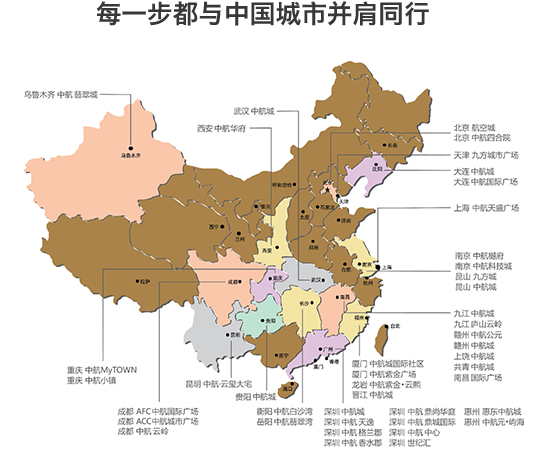 每一步都与中国城市并肩同行
乌鲁木齐 中航 翡翠城
武汉 中航城
西安 中航华府
北京 航空城
北京 中航四合院
天津 九方城市广场
大连 中航城
大连 中航国际广场
上海 中航天盛广场
南京 中航樾府
南京 中航科技城
昆山 九方城
昆山 中航城
九江 中航城
九江 庐山云岭
赣州 中航公元
赣州 中航城
上饶 中航城
共青 中航城
南昌 国际广场
厦门 中航城国际社区
厦门 中航紫金广场
龙岩 中航紫金·云熙
晋江 中航城
重庆 中航MyTOWN
重庆 中航小镇
昆明 中航·云玺大宅
贵阳 中航城
成都 AFC中航国际广场
成都 ACC中航城市广场
成都 中航 云岭
衡阳 中航白沙湾
岳阳 中航翡翠湾
深圳 中航城
深圳 中航 天逸
深圳 中航 格兰郡
深圳 中航 香水郡
深圳 中航 鼎尚华庭
深圳 中航 鼎城国际
深圳 中航 中心
深圳 世纪汇
惠州 惠东中航城
惠州 中航元·屿海
乌鲁木齐
长春
沈阳
呼和浩特
北京
天津
石家庄
太原
银川
济南
西宁
兰州
郑州
西安
拉萨
成都
重庆
武汉
合肥
南京
上海
杭州
南昌
长沙
贵阳
昆明
福州
台北
南宁
广州
香港
澳门
海口